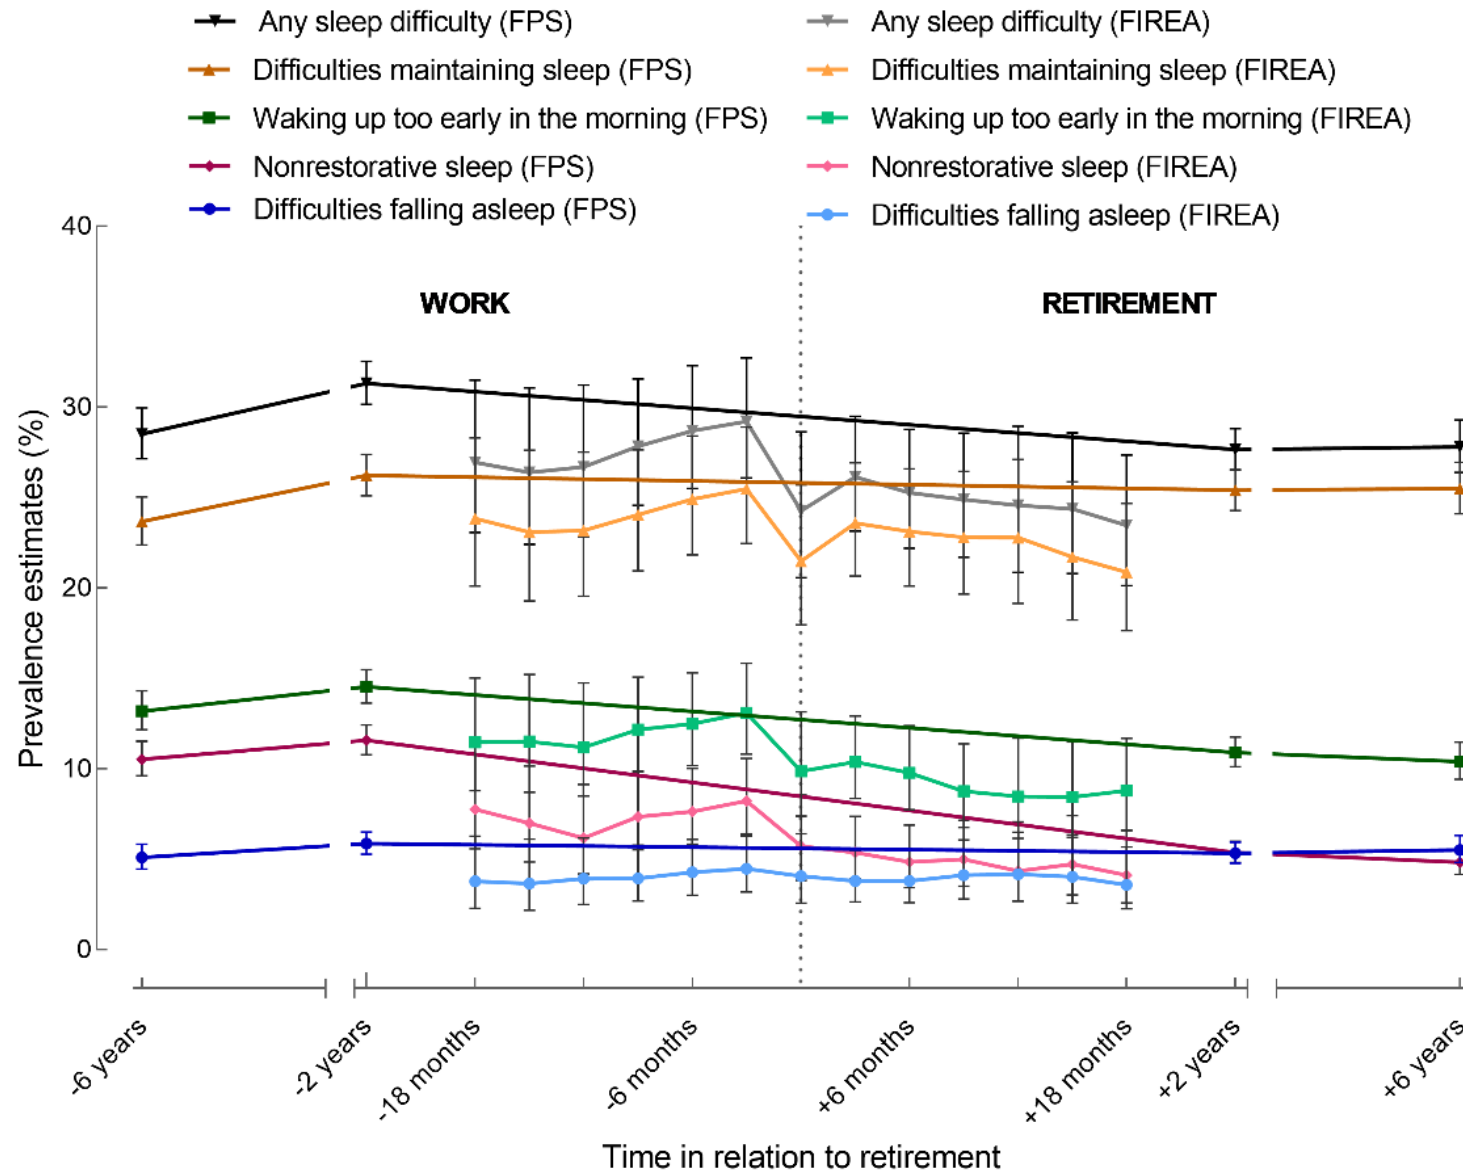 Any sleep difficulty (FPS)
Any sleep difficulty (FIREA)
Difficulties maintaining sleep (FPS)
Difficulties maintaining sleep (FIREA)
Waking up too early in the morning (FPS)
Waking up too early in the morning (FIREA)
Nonrestorative sleep (FPS)
Nonrestorative sleep (FIREA)
Difficulties falling asleep (FPS)
Difficulties falling asleep (FIREA)
40
WORK
RETIREMENT
30
20
10
0
Prevalence estimates (%)
-6 years
-2 years
-18 months
-6 months
+6 months
+18 months
+2 years
+6 years
Time in relation to retirement